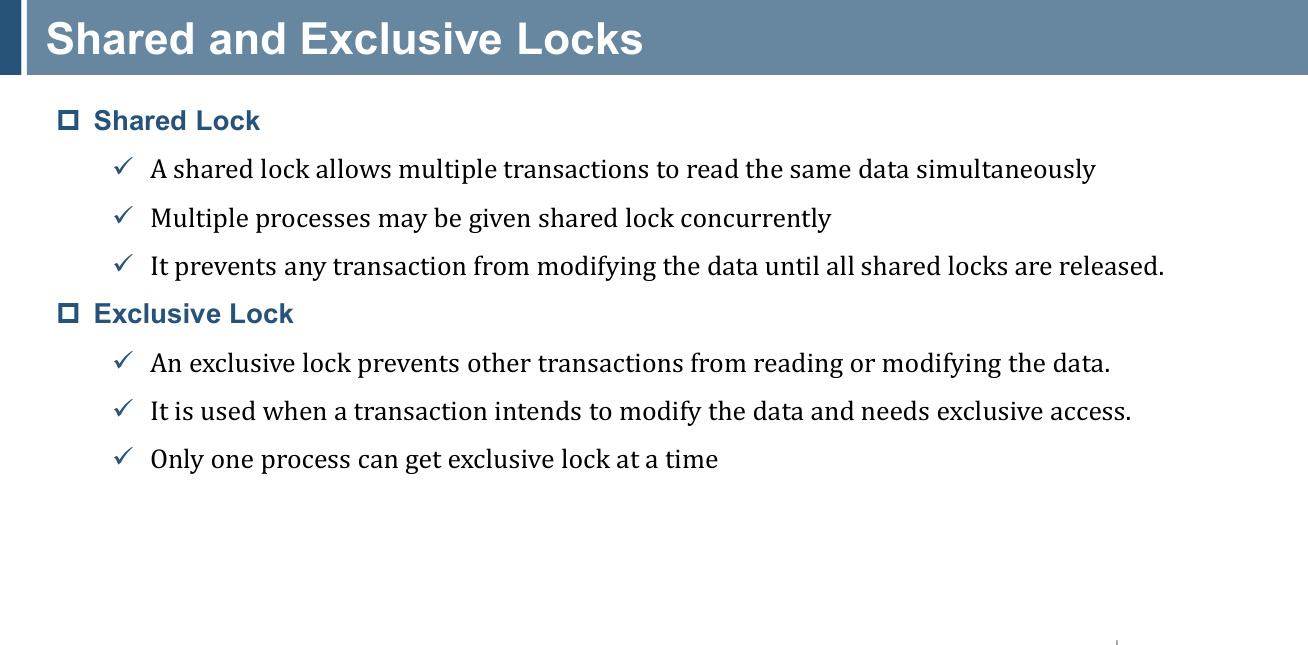 Shared and Exclusive Locks
Shared Lock
✓ A shared lock allows multiple transactions to read the same data simultaneously
✓ Multiple processes may be given shared lock concurrently
✓ It prevents any transaction from modifying the data until all shared locks are released.
Exclusive Lock
✓ An exclusive lock prevents other transactions from reading or modifying the data.
✓ It is used when a transaction intends to modify the data and needs exclusive access.
✓ Only one process can get exclusive lock at a time